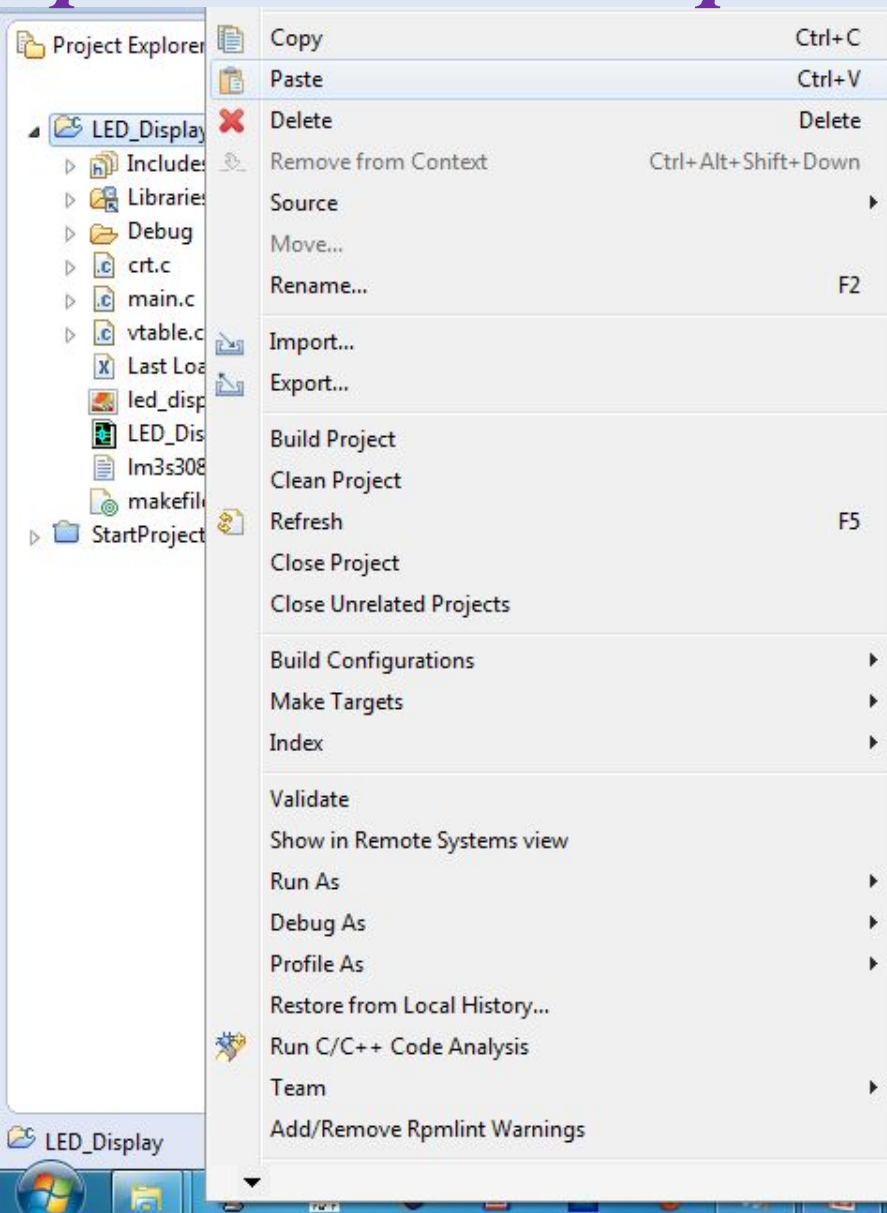 Project Explorer
LED_Display
Includes
Libraries
Debug
crt.c
main.c
vtable.c
Last Loa
led_disp
LED_Dis
lm3s308
makefile
StartProject
LED_Display
Copy Ctrl+C
Paste Ctrl+V
Delete Delete
Remove from Context Ctrl+Alt+Shift+Down
Source
Move...
Rename... F2
Import...
Export...
Build Project
Clean Project
Refresh F5
Close Project
Close Unrelated Projects
Build Configurations
Make Targets
Index
Validate
Show in Remote Systems view
Run As
Debug As
Profile As
Restore from Local History...
Run C/C++ Code Analysis
Team
Add/Remove Rpmlint Warnings